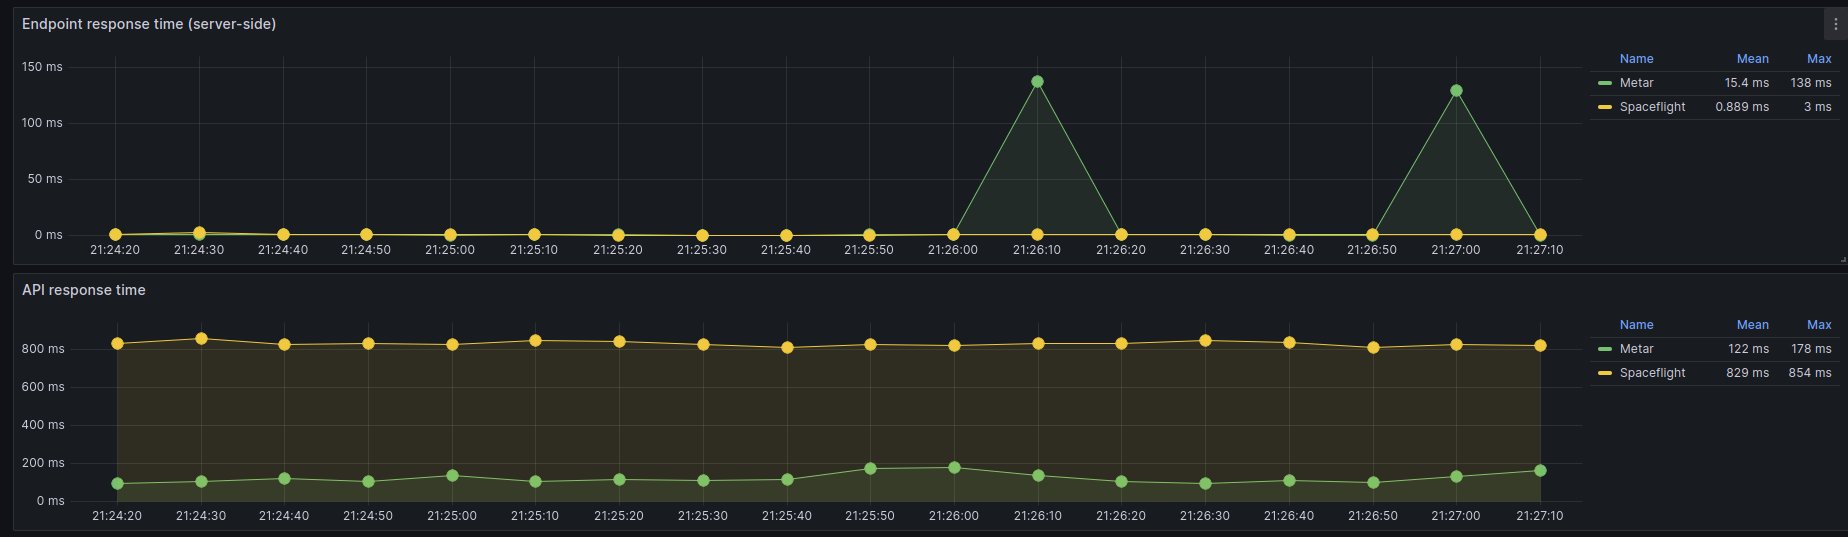 Endpoint response time (server-side)
Name Mean Max
150 ms
Metar 15.4 ms 138 ms
Spaceflight 0.889 ms 3 ms
100 ms
50 ms
0 ms
21:24:20 21:24:30 21:24:40 21:24:50 21:25:00 21:25:10 21:25:20 21:25:30 21:25:40 21:25:50 21:26:00 21:26:10 21:26:20 21:26:30 21:26:40 21:26:50 21:27:00 21:27:10
API response time
Name Mean Max
800 ms
Metar 122 ms 178 ms
Spaceflight 829 ms 854 ms
600 ms
400 ms
200 ms
0 ms
21:24:20 21:24:30 21:24:40 21:24:50 21:25:00 21:25:10 21:25:20 21:25:30 21:25:40 21:25:50 21:26:00 21:26:10 21:26:20 21:26:30 21:26:40 21:26:50 21:27:00 21:27:10